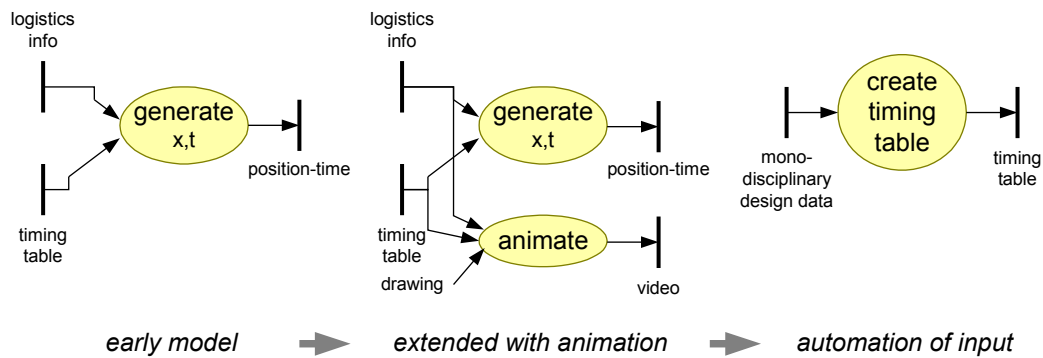 logistics
info
generate
x,t
position-time
timing
table
early model
logistics
info
generate
x,t
position-time
timing
table
animate
drawing
video
extended with animation
create
timing
table
mono-
disciplinary
design data
timing
table
automation of input